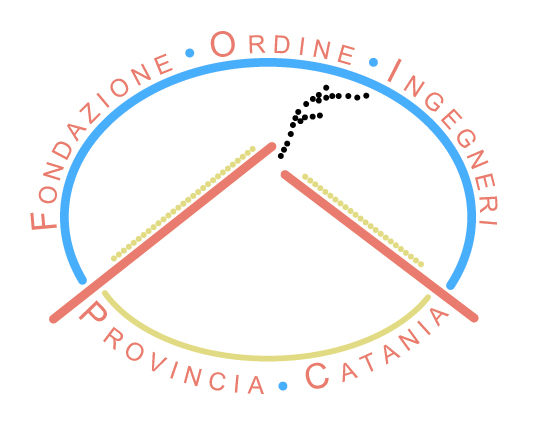 FONDAZIONE • ORDINE • INGEGNERI
PROVINCIA • CATANIA